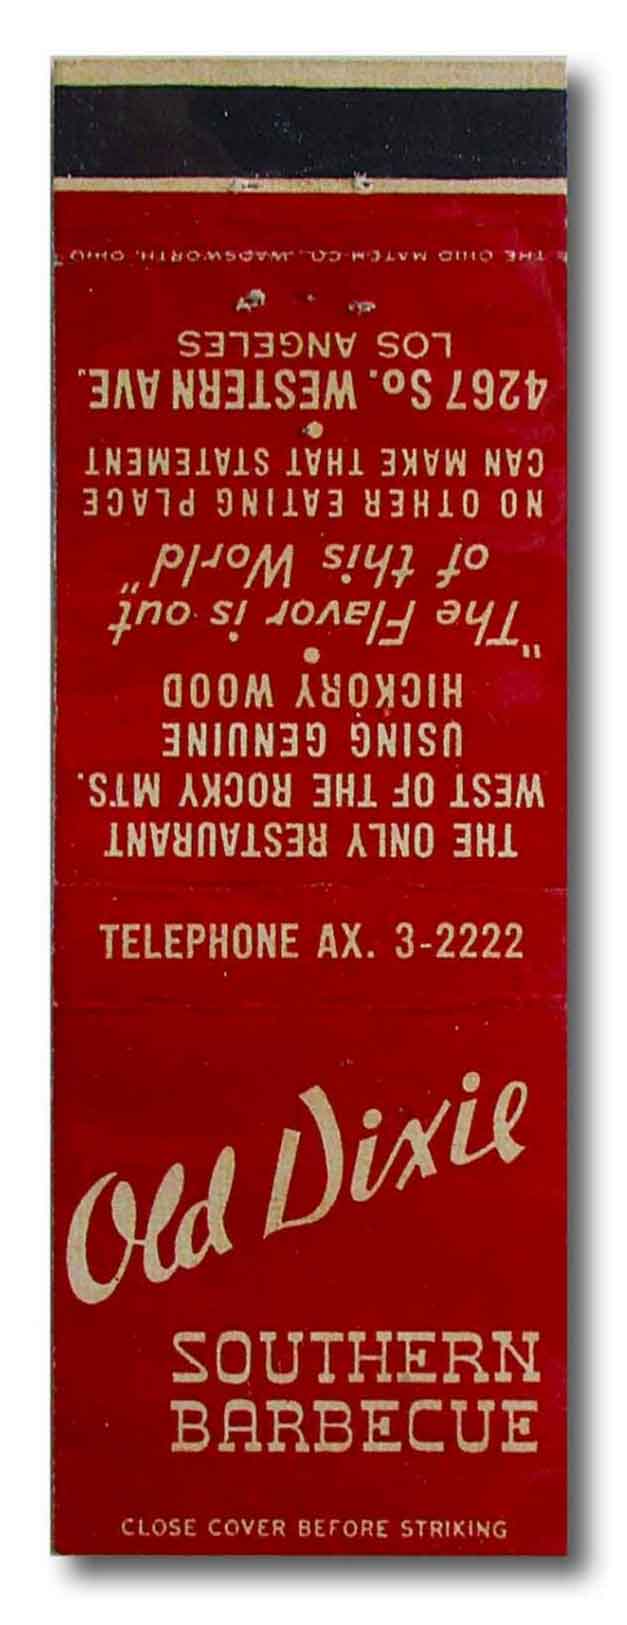 TELEPHONE AX. 3-2222
Old Dixie
SOUTHERN
BARBECUE
CLOSE COVER BEFORE STRIKING
THE ONLY RESTAURANT
WEST OF THE ROCKY MTS.
USING GENUINE
HICKORY WOOD
•
"The Flavor is out
of this World"
NO OTHER EATING PLACE
CAN MAKE THAT STATEMENT
•
4267 So. WESTERN AVE.
LOS ANGELES
THE OHIO MATCH CO., WADSWORTH, OHIO